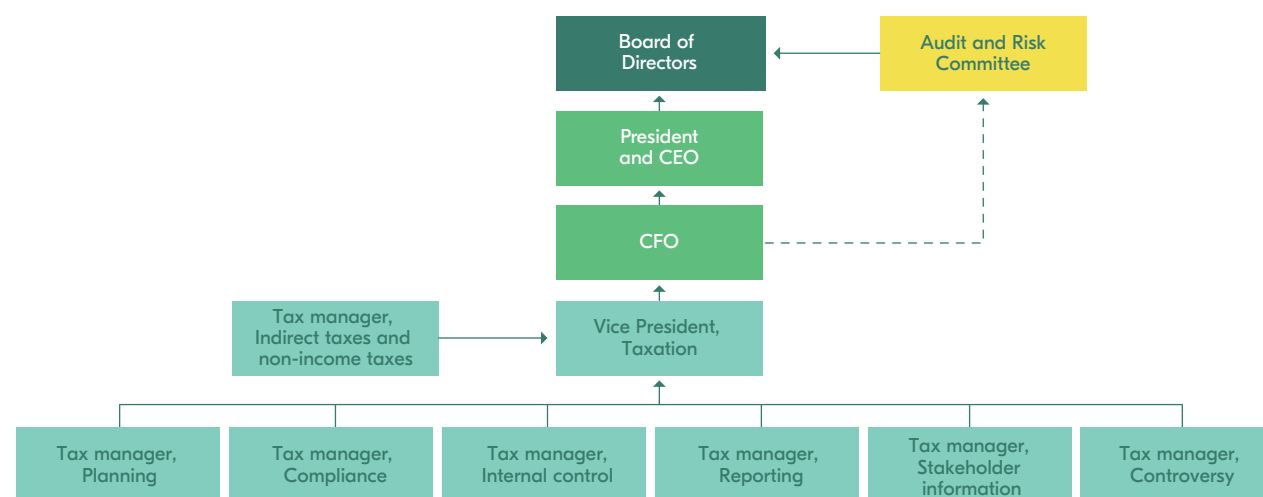 Board of
Directors
Audit and Risk
Committee
President
and CEO
CFO
Tax manager,
Indirect taxes and
non-income taxes
Vice President,
Taxation
Tax manager,
Planning
Tax manager,
Compliance
Tax manager,
Internal control
Tax manager,
Reporting
Tax manager,
Stakeholder
information
Tax manager,
Controversy